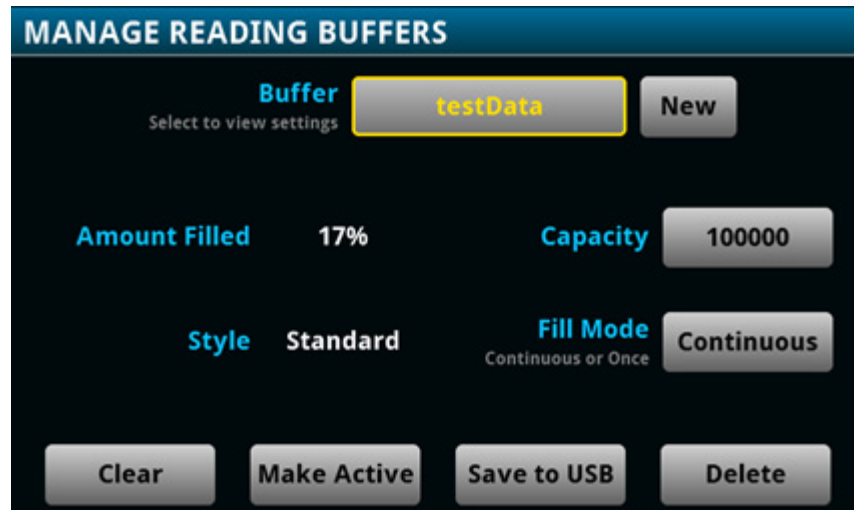 MANAGE READING BUFFERS
Buffer
Select to view settings
testData
New
Amount Filled
17%
Capacity
100000
Style
Standard
Fill Mode
Continuous or Once
Continuous
Clear
Make Active
Save to USB
Delete